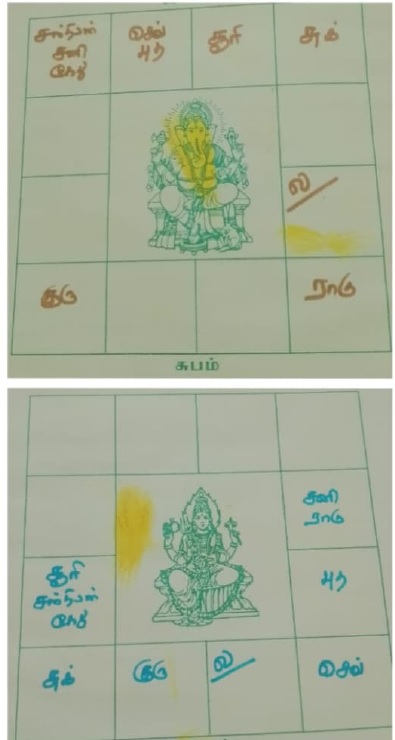 சந்திரன்
சனி
கேது
செவ்
புத
சூரி
சுக்
ல
குரு
ராகு
சுபம்
சனி
ராகு
சூரி
சந்திரன்
கேது
புத
சுக்
குரு
ல
செவ்